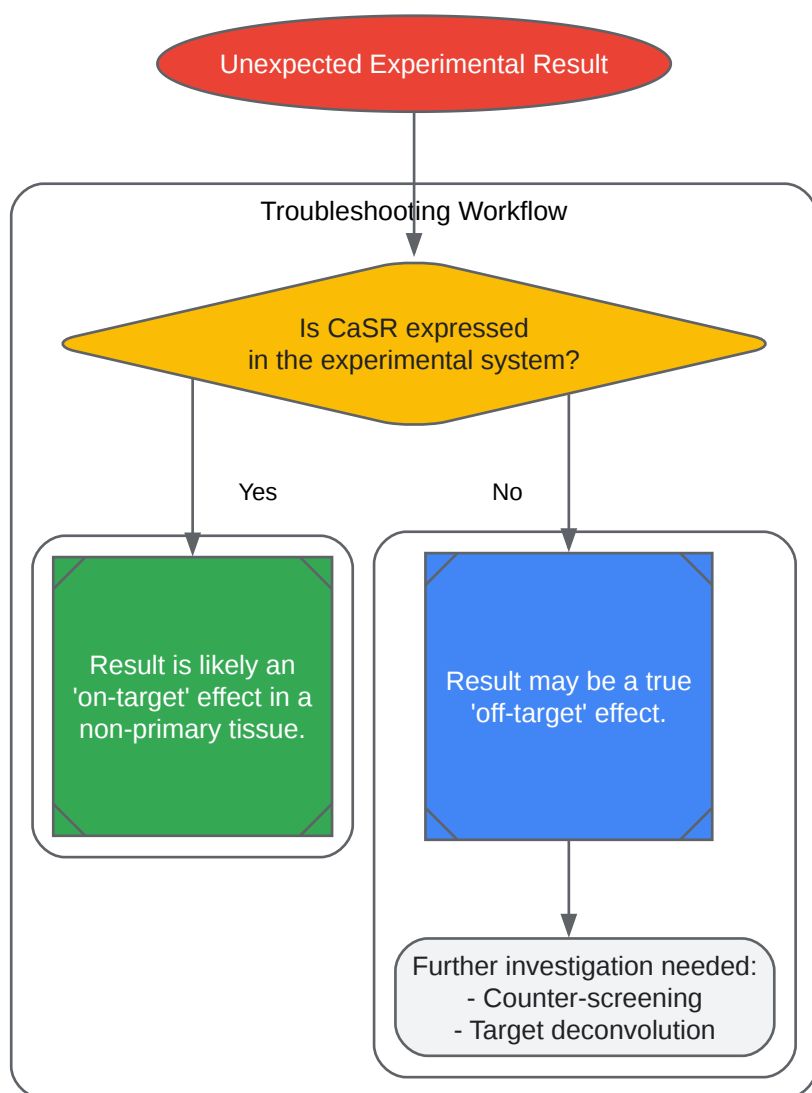 Unexpected Experimental Result
Troubleshooting Workflow
Is CaSR expressed
in the experimental system?
Yes
No
Result is likely an
'on-target' effect in a
non-primary tissue.
Result may be a true
'off-target' effect.
Further investigation needed:
- Counter-screening
- Target deconvolution